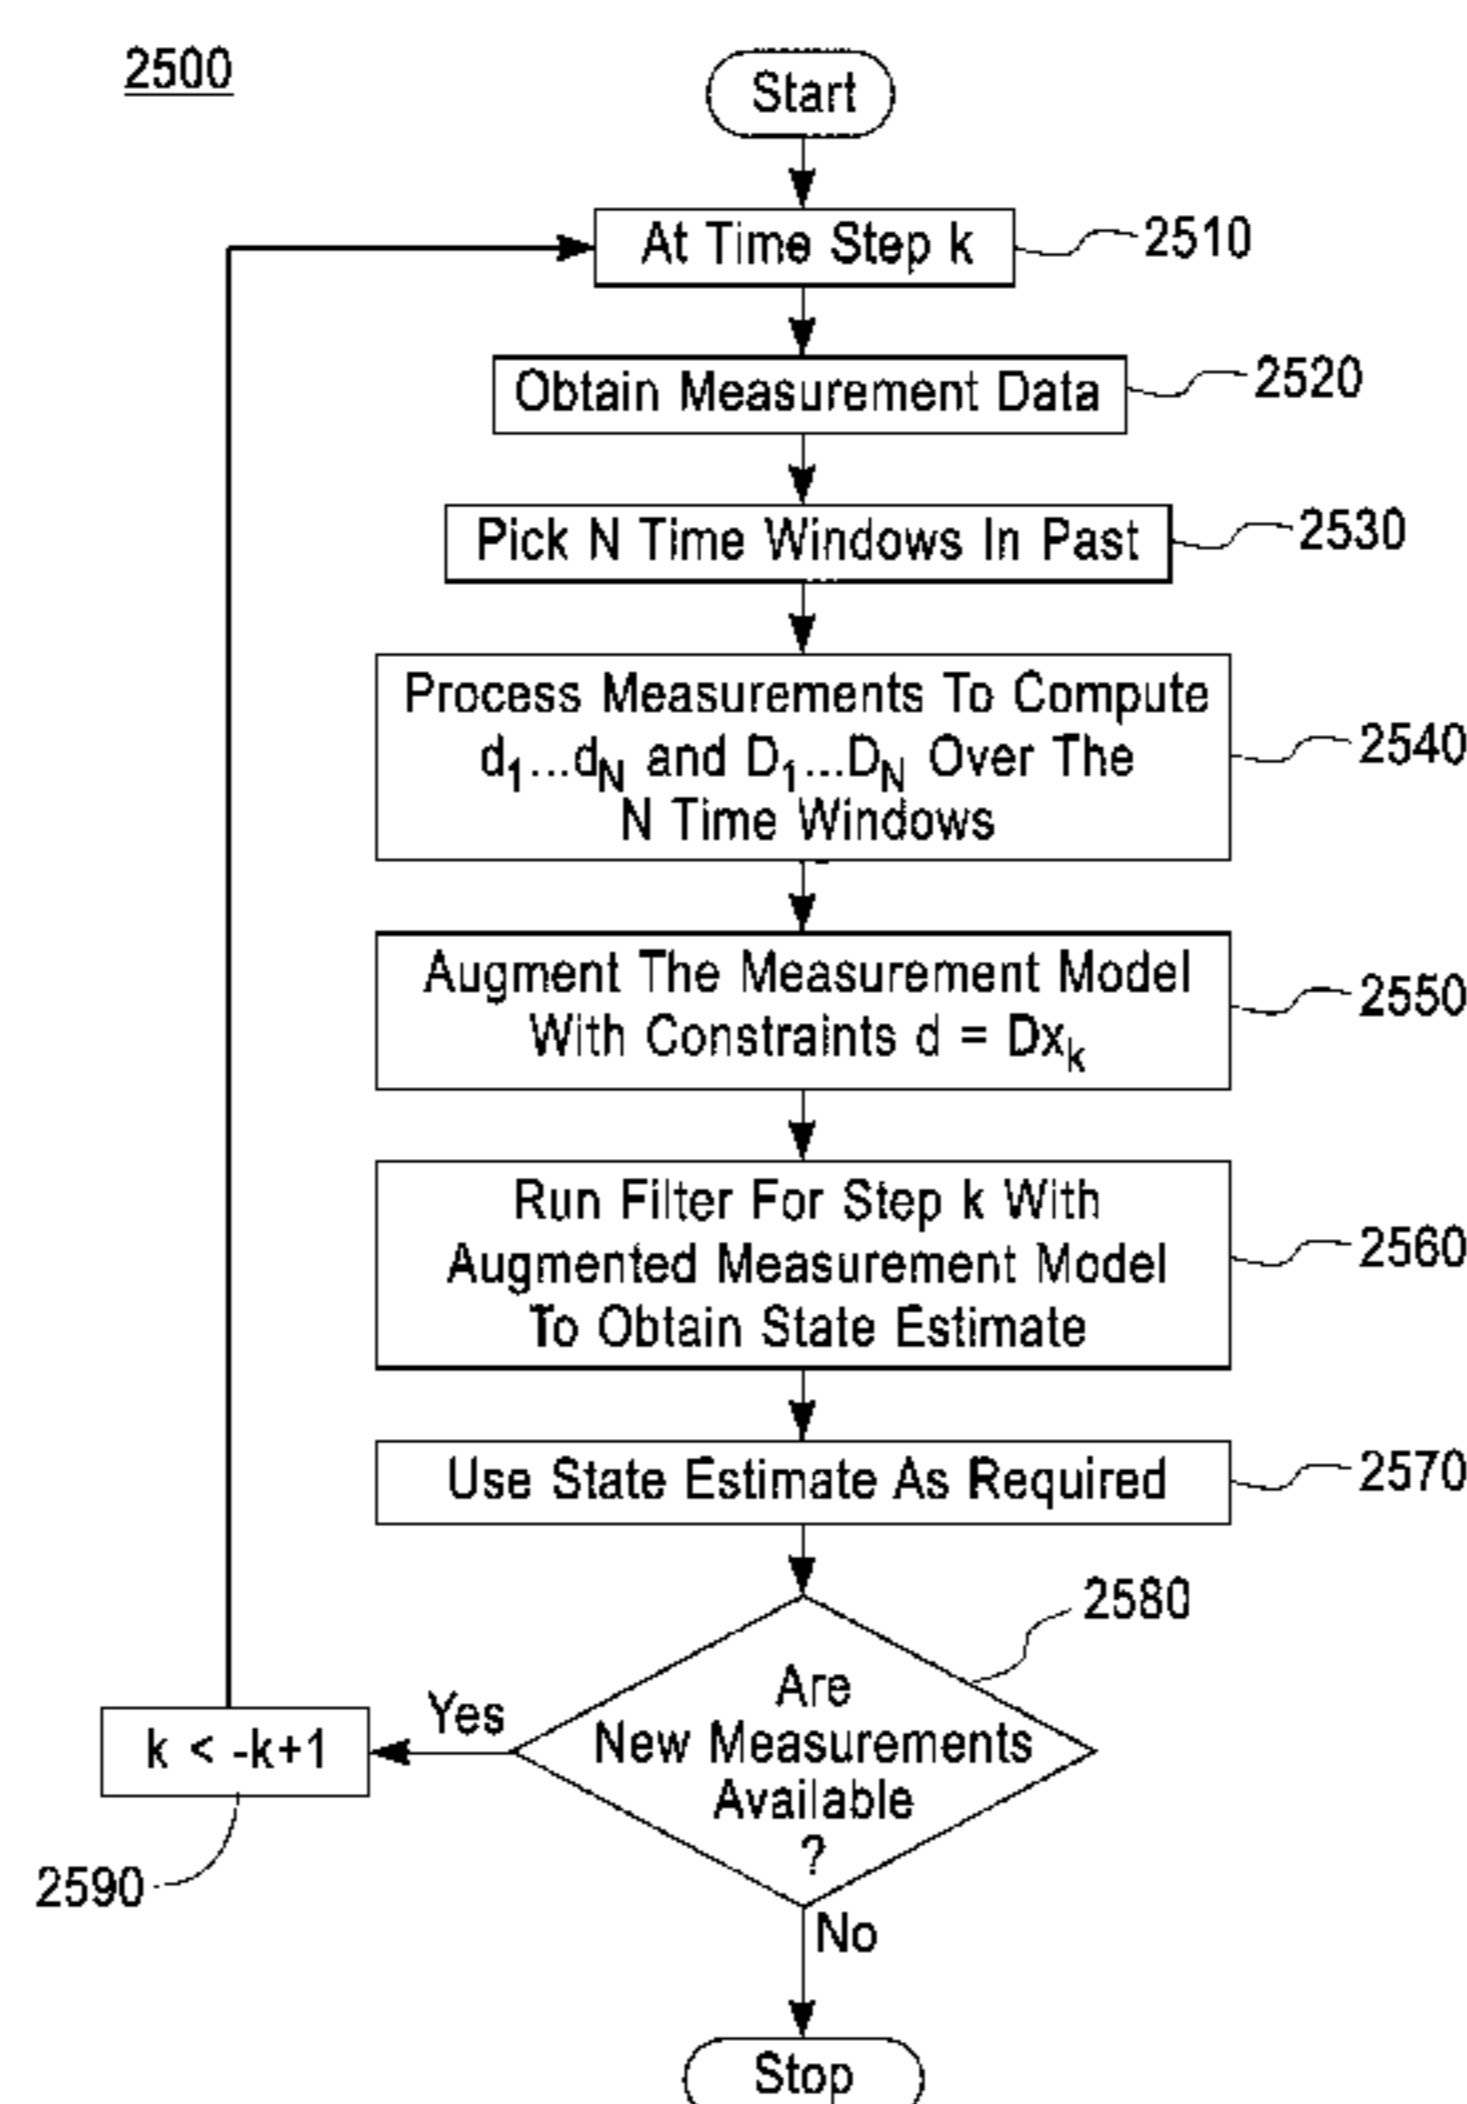 2500
Start
At Time Step k
2510
Obtain Measurement Data
2520
Pick N Time Windows In Past
2530
Process Measurements To Compute
d₁...d_N and D₁...D_N Over The
N Time Windows
2540
Augment The Measurement Model
With Constraints d = Dx_k
2550
Run Filter For Step k With
Augmented Measurement Model
To Obtain State Estimate
2560
Use State Estimate As Required
2570
2580
Are
New Measurements
Available
?
Yes
k < -k+1
2590
No
Stop